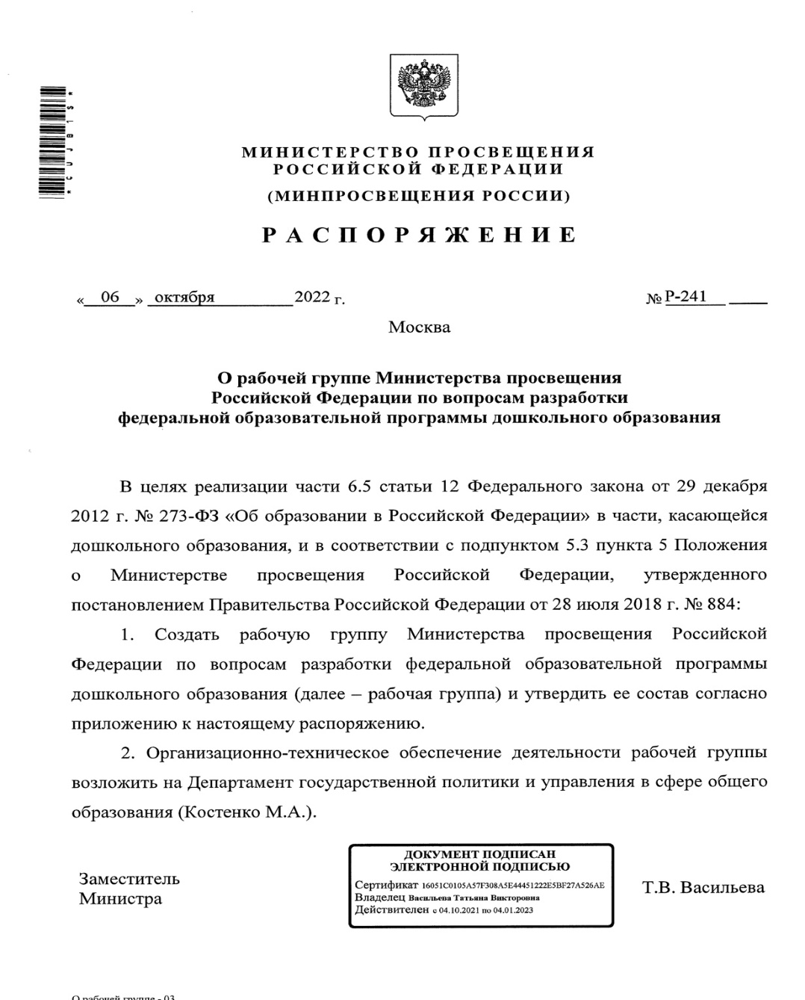 *CUJB1S*
МИНИСТЕРСТВО ПРОСВЕЩЕНИЯ
РОССИЙСКОЙ ФЕДЕРАЦИИ
(МИНПРОСВЕЩЕНИЯ РОССИИ)
РАСПОРЯЖЕНИЕ
« 06 » октября 2022 г. № Р-241
Москва
О рабочей группе Министерства просвещения
Российской Федерации по вопросам разработки
федеральной образовательной программы дошкольного образования
В целях реализации части 6.5 статьи 12 Федерального закона от 29 декабря
2012 г. № 273-ФЗ «Об образовании в Российской Федерации» в части, касающейся
дошкольного образования, и в соответствии с подпунктом 5.3 пункта 5 Положения
о Министерстве просвещения Российской Федерации, утвержденного
постановлением Правительства Российской Федерации от 28 июля 2018 г. № 884:
1. Создать рабочую группу Министерства просвещения Российской
Федерации по вопросам разработки федеральной образовательной программы
дошкольного образования (далее – рабочая группа) и утвердить ее состав согласно
приложению к настоящему распоряжению.
2. Организационно-техническое обеспечение деятельности рабочей группы
возложить на Департамент государственной политики и управления в сфере общего
образования (Костенко М.А.).
Заместитель
Министра
ДОКУМЕНТ ПОДПИСАН
ЭЛЕКТРОННОЙ ПОДПИСЬЮ
Сертификат 16051C0105A57F308A5E44451222E5BF27A526AE
Владелец Васильева Татьяна Викторовна
Действителен с 04.10.2021 по 04.01.2023
Т.В. Васильева
О рабочей группе - 03